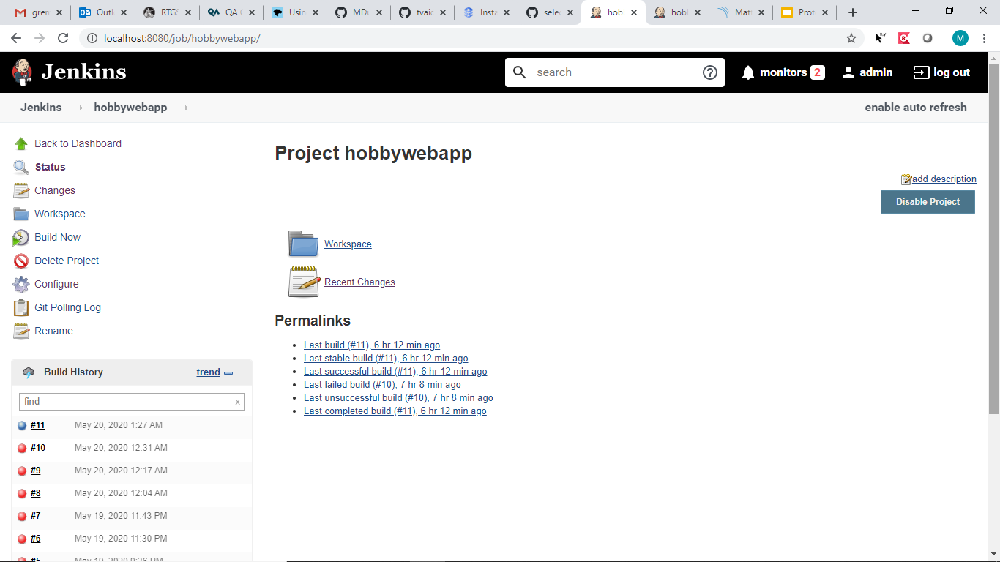 gren
Outl
RTGS
QA
QA C
Usin
MDu
tvaic
Insta
selec
hobl
hobl
Mat
Prot
localhost:8080/job/hobbywebapp/
x,y
M
Jenkins
search
monitors 2
admin
log out
Jenkins hobbywebapp
enable auto refresh
Back to Dashboard
Status
Changes
Workspace
Build Now
Delete Project
Configure
Git Polling Log
Rename
Project hobbywebapp
add description
Disable Project
Workspace
Recent Changes
Permalinks
Last build (#11), 6 hr 12 min ago
Last stable build (#11), 6 hr 12 min ago
Last successful build (#11), 6 hr 12 min ago
Last failed build (#10), 7 hr 8 min ago
Last unsuccessful build (#10), 7 hr 8 min ago
Last completed build (#11), 6 hr 12 min ago
Build History trend
find x
#11 May 20, 2020 1:27 AM
#10 May 20, 2020 12:31 AM
#9 May 20, 2020 12:17 AM
#8 May 20, 2020 12:04 AM
#7 May 19, 2020 11:43 PM
#6 May 19, 2020 11:30 PM